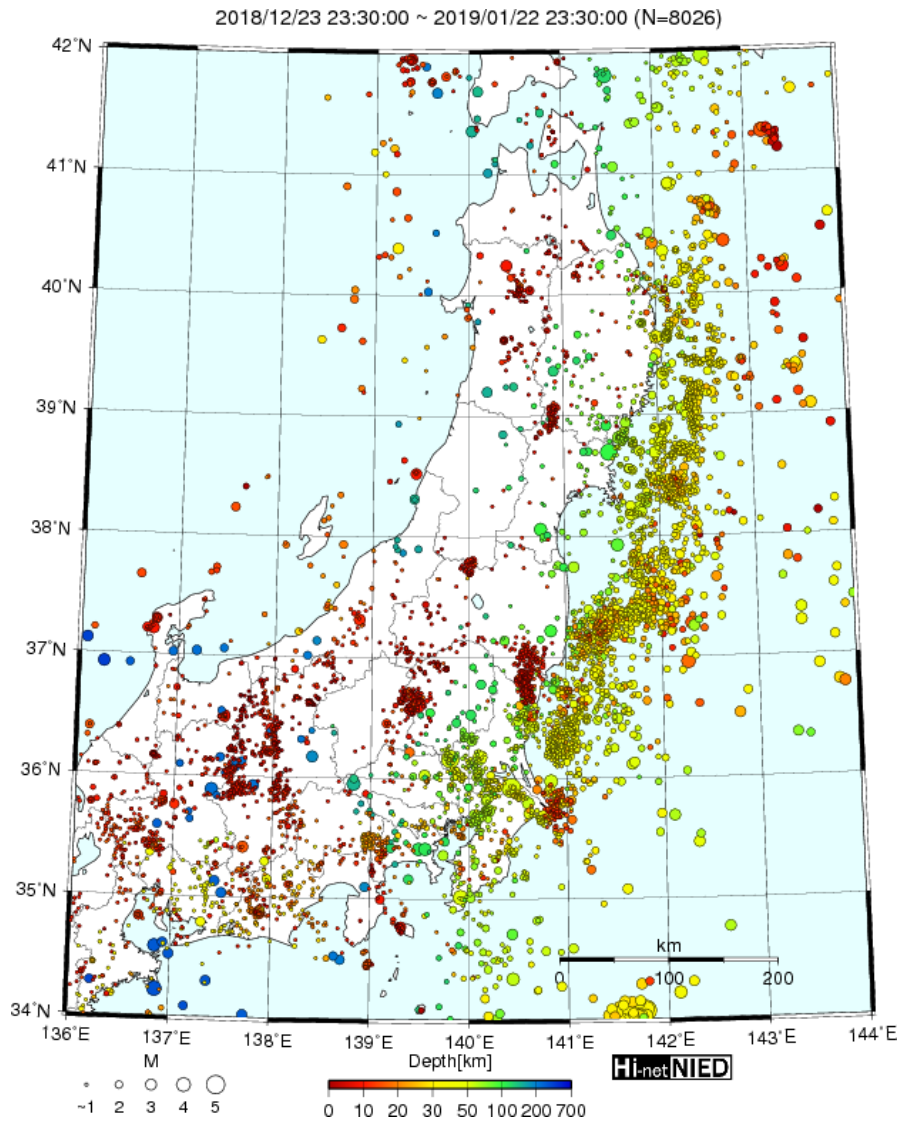 2018/12/23 23:30:00 ~ 2019/01/22 23:30:00 (N=8026)
42°N
41°N
40°N
39°N
38°N
37°N
36°N
35°N
34°N
km
0 100 200
136°E 137°E 138°E 139°E 140°E 141°E 142°E 143°E 144°E
M
~1 2 3 4 5
Depth[km]
0 10 20 30 50 100 200 700
Hi-net NIED